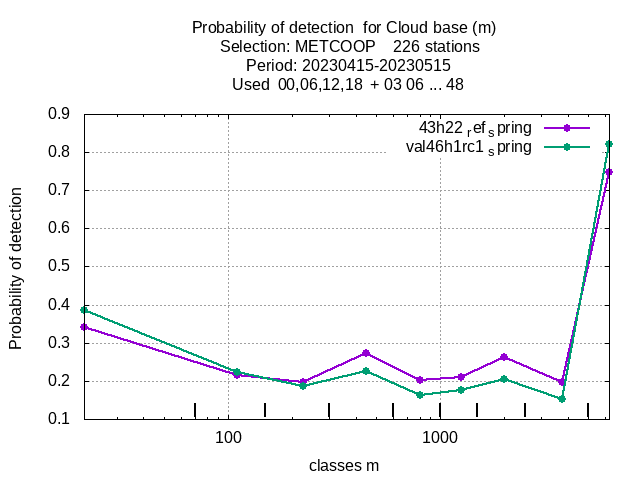 Probability of detection  for Cloud base (m)
Selection: METCOOP    226 stations
Period: 20230415-20230515
Used  00,06,12,18  + 03 06 ... 48
43h22 ref spring
val46h1rc1 spring
Probability of detection
0.9
0.8
0.7
0.6
0.5
0.4
0.3
0.2
0.1
100 1000
classes m